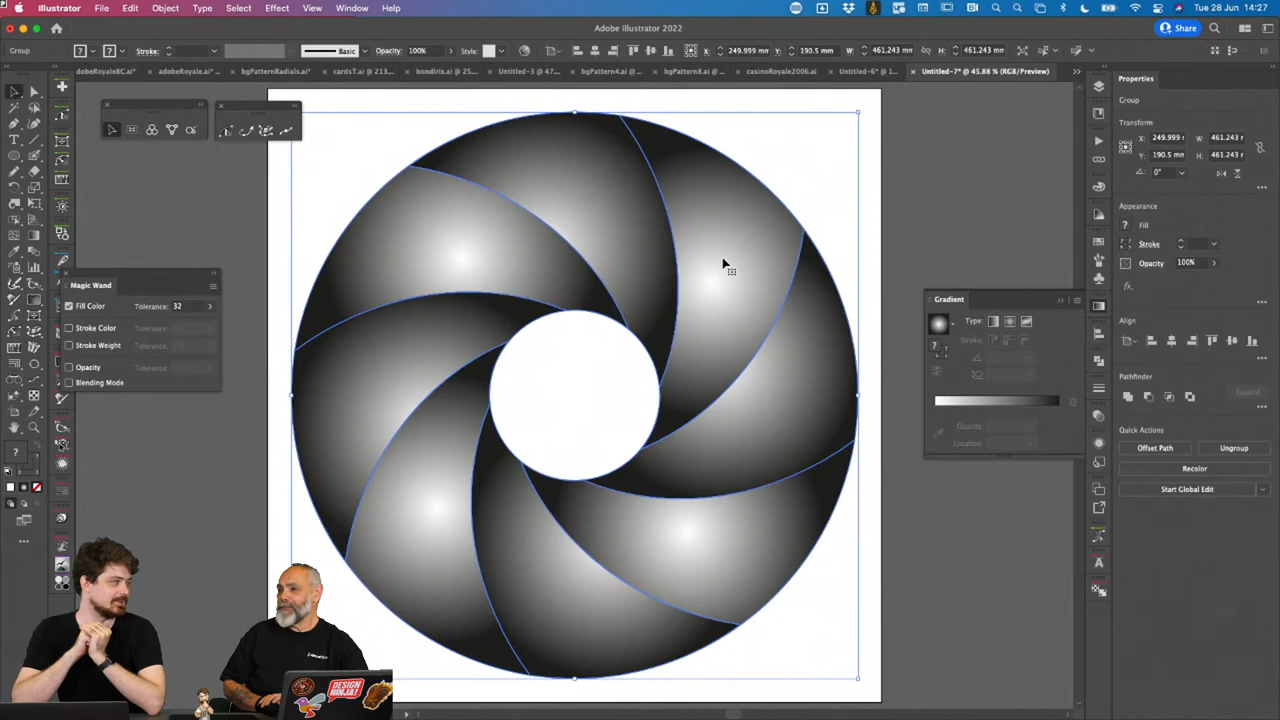 Illustrator File Edit Object Type Select Effect View Window Help
Tue 28 Jun 14:27
Adobe Illustrator 2022
Share
Group
Stroke:
Basic
Opacity: 100%
Style:
X: 249.999 mm
Y: 190.5 mm
W: 461.243 mm
H: 461.243 mm
adobeRoyale.ai*
bgPatternRadials.ai*
cardsT.ai @ 213...
bondIris.ai @ 25...
Untitled-3 @ 47...
bgPattern4.ai @ ...
bgPattern8.ai @ ...
casinoRoyale2006.ai
Untitled-6* @ 1...
Untitled-7* @ 45.88 % (RGB/Preview)
Magic Wand
Fill Color Tolerance: 32
Stroke Color Tolerance:
Stroke Weight Tolerance:
Opacity Tolerance:
Blending Mode
Gradient
Type:
Stroke:
Opacity:
Location:
Properties
Group
Transform
X: 249.999 W: 461.243 r
Y: 190.5 mm H: 461.243 r
0°
Appearance
Fill
Stroke
Opacity 100%
fx.
Align
Pathfinder
Expand
Quick Actions
Offset Path Ungroup
Recolor
Start Global Edit
DESIGN NINJA!